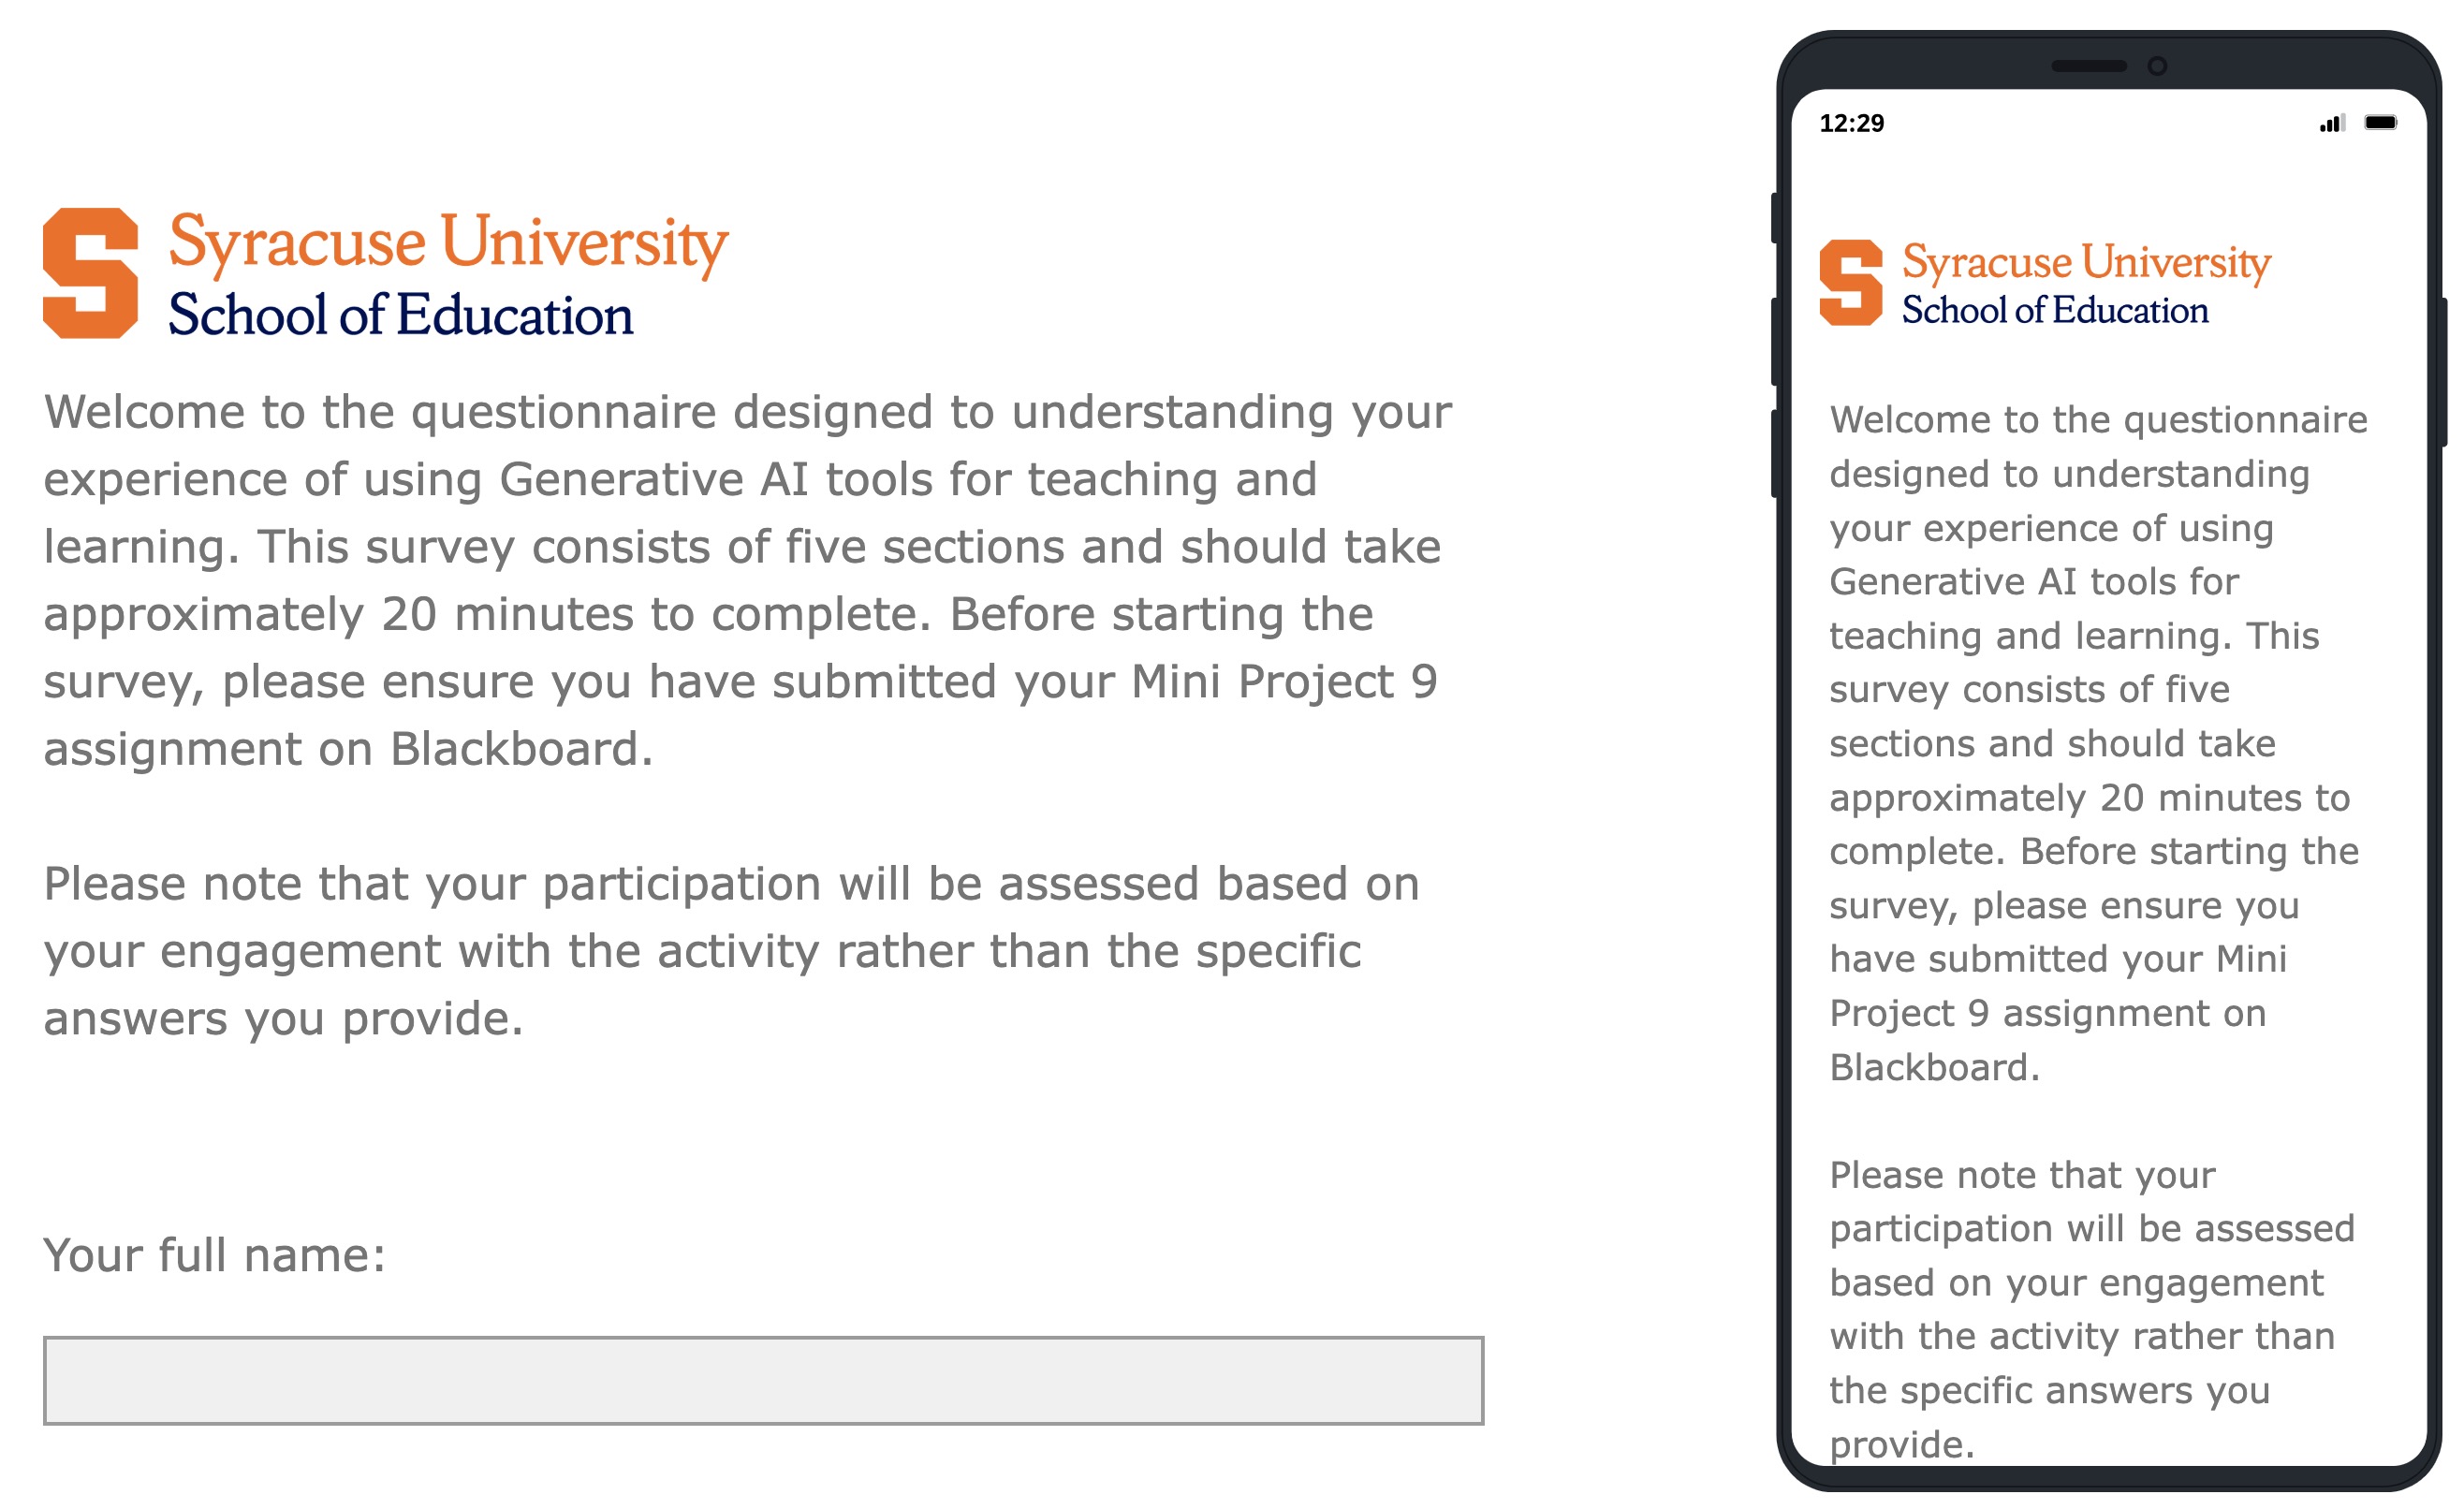 Syracuse University
School of Education
Welcome to the questionnaire designed to understanding your
experience of using Generative AI tools for teaching and
learning. This survey consists of five sections and should take
approximately 20 minutes to complete. Before starting the
survey, please ensure you have submitted your Mini Project 9
assignment on Blackboard.
Please note that your participation will be assessed based on
your engagement with the activity rather than the specific
answers you provide.
Your full name:
12:29
Syracuse University
School of Education
Welcome to the questionnaire
designed to understanding
your experience of using
Generative AI tools for
teaching and learning. This
survey consists of five
sections and should take
approximately 20 minutes to
complete. Before starting the
survey, please ensure you
have submitted your Mini
Project 9 assignment on
Blackboard.
Please note that your
participation will be assessed
based on your engagement
with the activity rather than
the specific answers you
provide.